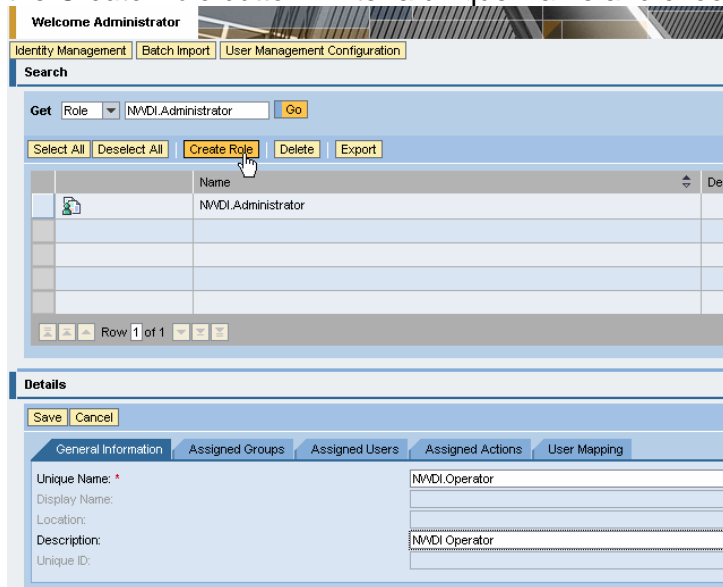 Welcome Administrator
Identity Management Batch Import User Management Configuration
Search
Get Role NWDI.Administrator Go
Select All Deselect All Create Role Delete Export
Name De
NWDI.Administrator
Row 1 of 1
Details
Save Cancel
General Information Assigned Groups Assigned Users Assigned Actions User Mapping
Unique Name: * NWDI.Operator
Display Name:
Location:
Description: NWDI Operator
Unique ID: